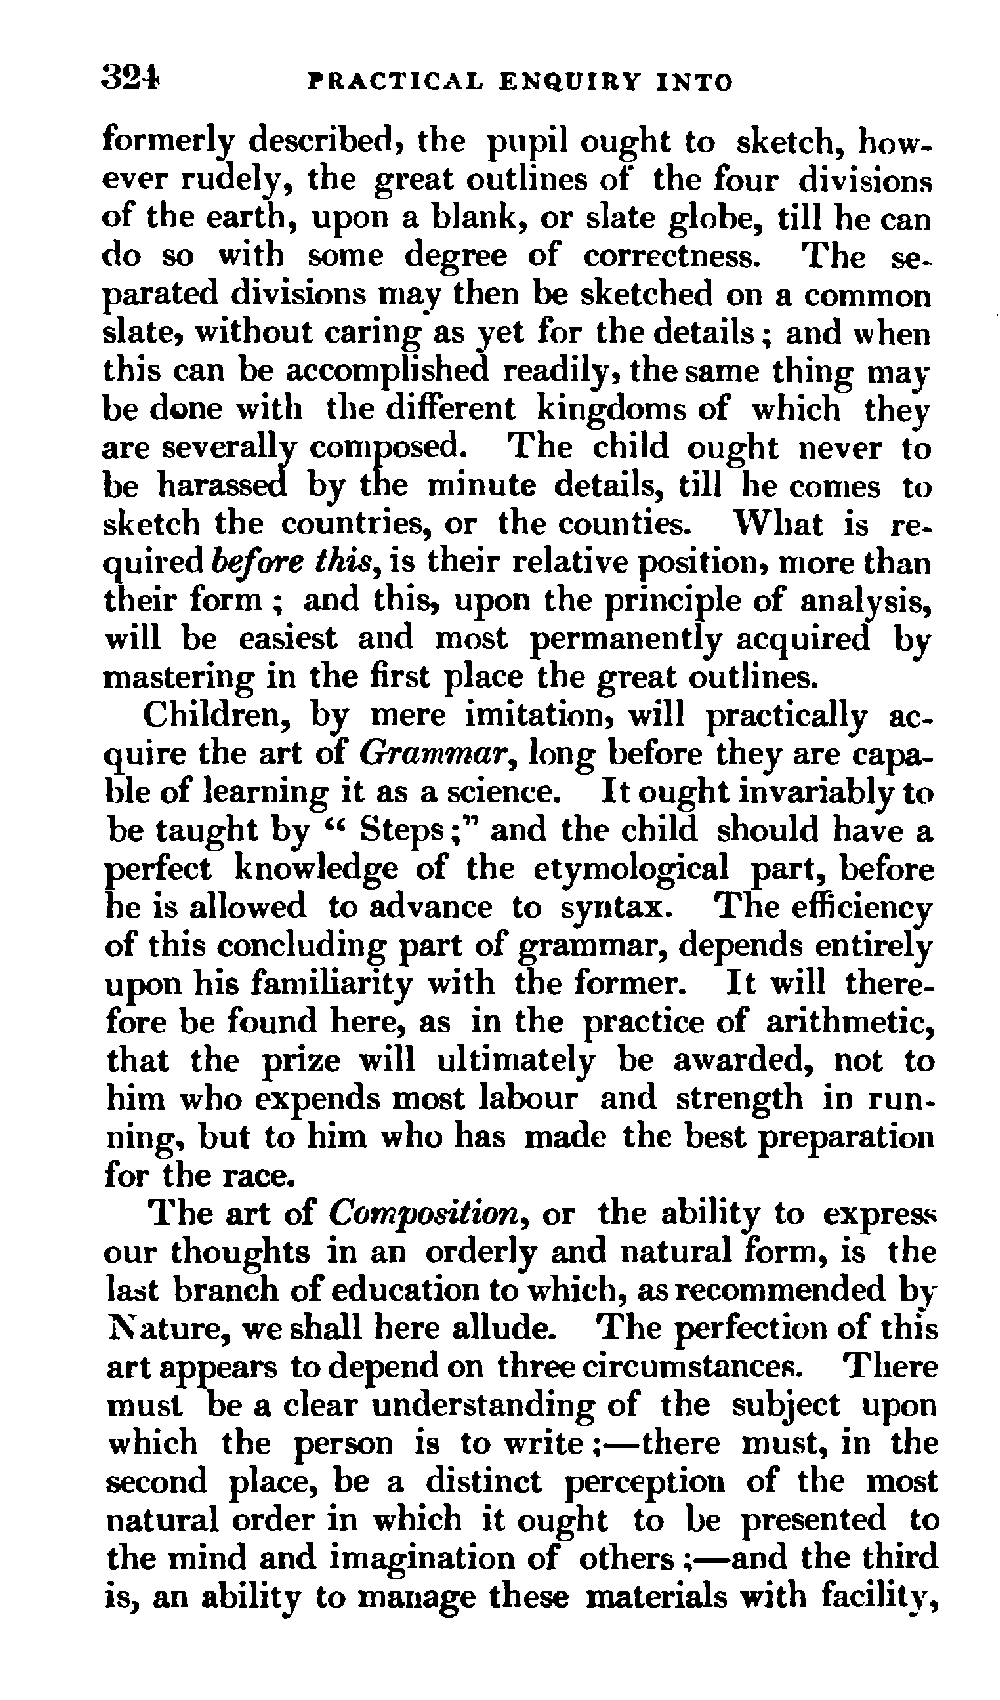 324 PRACTICAL ENQUIRY INTO
formerly described, the pupil ought to sketch, how-
ever rudely, the great outlines of the four divisions
of the earth, upon a blank, or slate globe, till he can
do so with some degree of correctness. The se-
parated divisions may then be sketched on a common
slate, without caring as yet for the details; and when
this can be accomplished readily, the same thing may
be done with the different kingdoms of which they
are severally composed. The child ought never to
be harassed by the minute details, till he comes to
sketch the countries, or the counties. What is re-
quired before this, is their relative position, more than
their form; and this, upon the principle of analysis,
will be easiest and most permanently acquired by
mastering in the first place the great outlines.
Children, by mere imitation, will practically ac-
quire the art of Grammar, long before they are capa-
ble of learning it as a science. It ought invariably to
be taught by “ Steps;” and the child should have a
perfect knowledge of the etymological part, before
he is allowed to advance to syntax. The efficiency
of this concluding part of grammar, depends entirely
upon his familiarity with the former. It will there-
fore be found here, as in the practice of arithmetic,
that the prize will ultimately be awarded, not to
him who expends most labour and strength in run-
ning, but to him who has made the best preparation
for the race.
The art of Composition, or the ability to express
our thoughts in an orderly and natural form, is the
last branch of education to which, as recommended by
Nature, we shall here allude. The perfection of this
art appears to depend on three circumstances. There
must be a clear understanding of the subject upon
which the person is to write;—there must, in the
second place, be a distinct perception of the most
natural order in which it ought to be presented to
the mind and imagination of others;—and the third
is, an ability to manage these materials with facility,